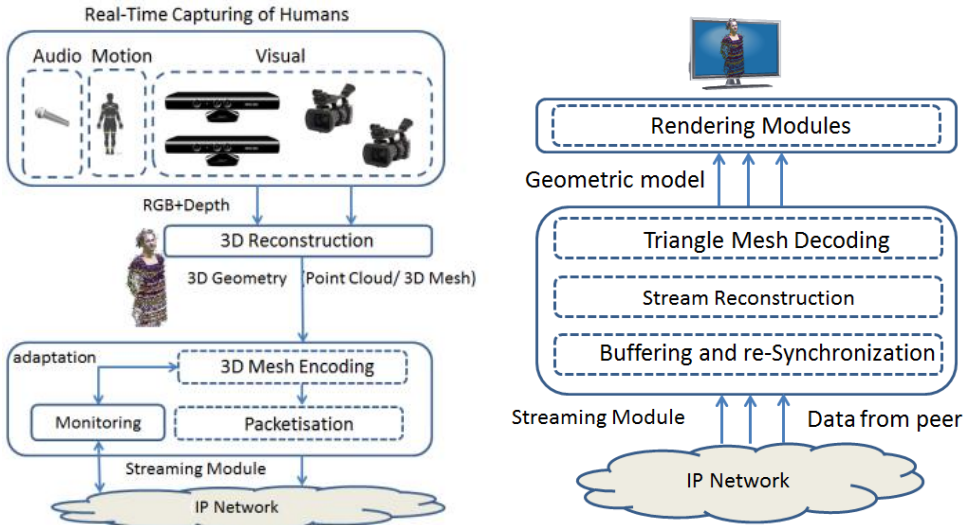 Real-Time Capturing of Humans
Audio Motion Visual
RGB+Depth
3D Reconstruction
3D Geometry (Point Cloud/ 3D Mesh)
adaptation
3D Mesh Encoding
Monitoring
Packetisation
Streaming Module
IP Network
Rendering Modules
Geometric model
Triangle Mesh Decoding
Stream Reconstruction
Buffering and re-Synchronization
Streaming Module
Data from peer
IP Network